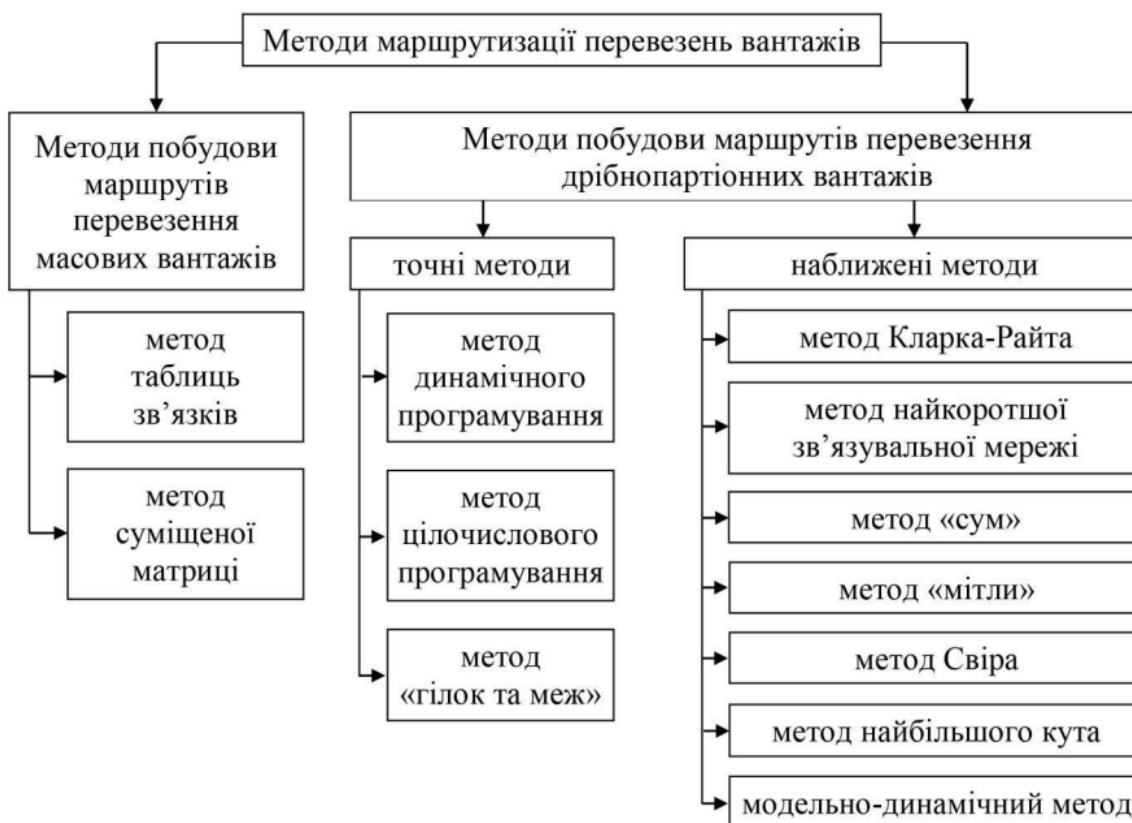 Методи маршрутизації перевезень вантажів
Методи побудови
маршрутів
перевезення
масових вантажів
метод
таблиць
зв’язків
метод
суміщеної
матриці
Методи побудови маршрутів перевезення
дрібнопартіонних вантажів
точні методи
метод
динамічного
програмування
метод
цілочислового
програмування
метод
«гілок та меж»
наближені методи
метод Кларка-Райта
метод найкоротшої
зв’язувальної мережі
метод «сум»
метод «мітли»
метод Свіра
метод найбільшого кута
модельно-динамічний метод